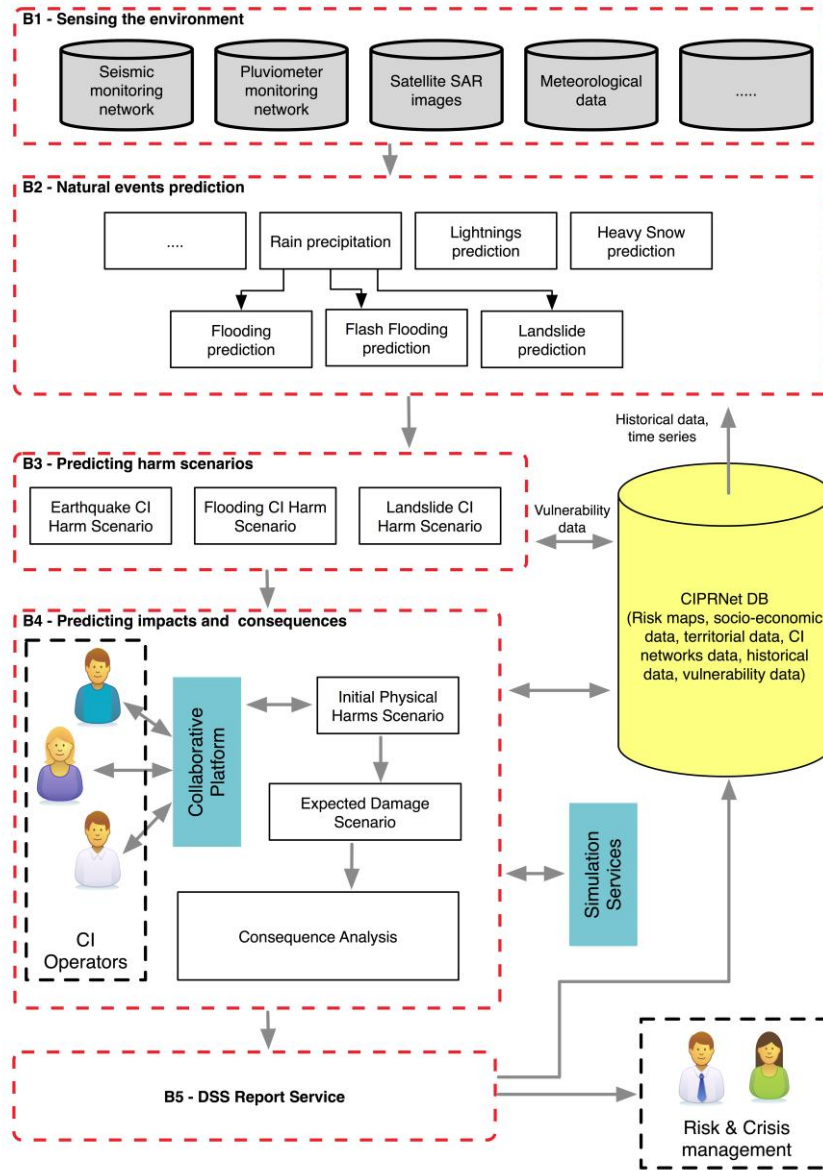 B1 - Sensing the environment
Seismic
monitoring
network
Pluviometer
monitoring
network
Satellite SAR
images
Meteorological
data
.....
B2 - Natural events prediction
....
Rain precipitation
Lightnings
prediction
Heavy Snow
prediction
Flooding
prediction
Flash Flooding
prediction
Landslide
prediction
Historical data,
time series
B3 - Predicting harm scenarios
Earthquake CI
Harm Scenario
Flooding CI Harm
Scenario
Landslide CI
Harm Scenario
Vulnerability
data
CIPRNet DB
(Risk maps, socio-economic
data, territorial data, CI
networks data, historical
data, vulnerability data)
B4 - Predicting impacts and consequences
CI
Operators
Collaborative
Platform
Initial Physical
Harms Scenario
Expected Damage
Scenario
Consequence Analysis
Simulation
Services
B5 - DSS Report Service
Risk & Crisis
management